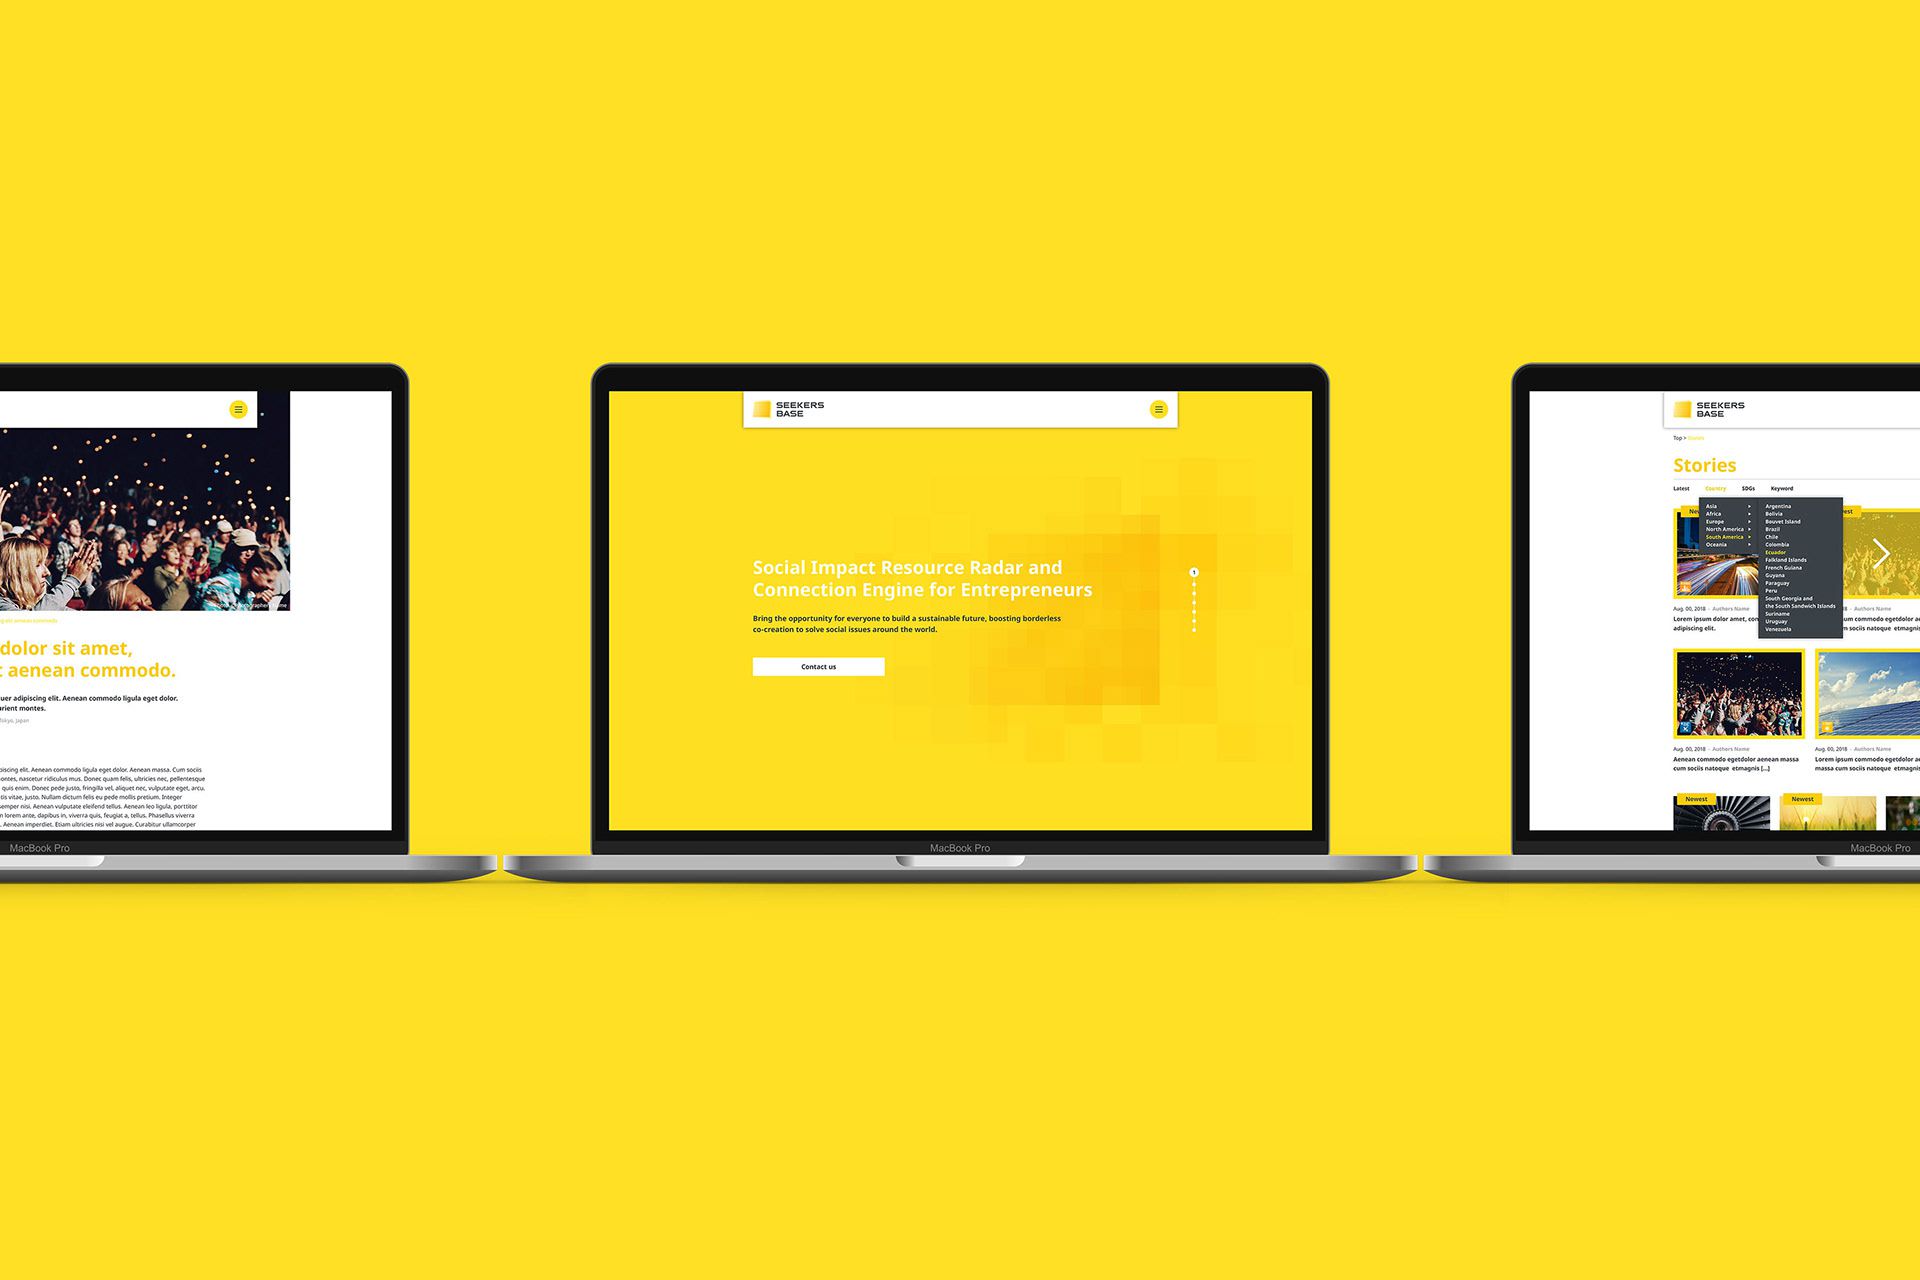 dolor sit amet,
aenean commodo.
uer adipiscing elit. Aenean commodo ligula eget dolor.
rient montes.
Tokyo, Japan
piscing elit. Aenean commodo ligula eget dolor. Aenean massa. Cum sociis
ontes, nascetur ridiculus mus. Donec quam felis, ultricies nec, pellentesque
quis enim. Donec pede justo, fringilla vel, aliquet nec, vulputate eget, arcu.
tis vitae, justo. Nullam dictum felis eu pede mollis pretium. Integer
semper nisi. Aenean vulputate eleifend tellus. Aenean leo ligula, porttitor
lorem ante, dapibus in, viverra quis, feugiat a, tellus. Phasellus viverra
Aenean imperdiet. Etiam ultricies nisi vel augue. Curabitur ullamcorper
MacBook Pro
SEEKERS
BASE
Social Impact Resource Radar and
Connection Engine for Entrepreneurs
Bring the opportunity for everyone to build a sustainable future, boosting borderless
co-creation to solve social issues around the world.
Contact us
1
MacBook Pro
SEEKERS
BASE
Top > Stories
Stories
Latest Country SDGs Keyword
Asia
Africa
Europe
North America
South America
Oceania
Argentina
Bolivia
Bouvet Island
Brazil
Chile
Colombia
Ecuador
Falkland Islands
French Guiana
Guyana
Paraguay
Peru
South Georgia and
the South Sandwich Islands
Suriname
Uruguay
Venezuela
Aug. 00, 2018 - Authors Name
Lorem ipsum dolor amet, con
adipiscing elit.
8 - Authors Name
um commodo egetdolor ae
m sociis natoque etmagnis
Aug. 00, 2018 - Authors Name
Aenean commodo egetdolor aenean massa
cum sociis natoque etmagnis [...]
Aug. 00, 2018 - Authors Name
Lorem ipsum commodo egetdolor ae
massa cum sociis natoque etmagnis
Newest
Newest
MacBook Pro